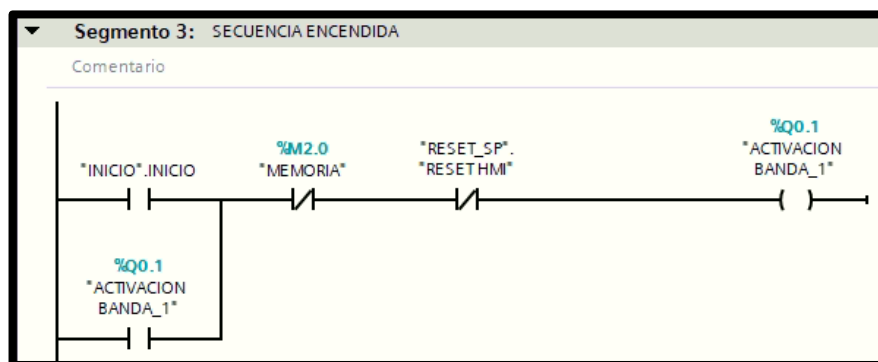 Segmento 3: SECUENCIA ENCENDIDA
Comentario
"INICIO".INICIO
%M2.0
"MEMORIA"
"RESET_SP".
"RESETHMI"
%Q0.1
"ACTIVACION
BANDA_1"
%Q0.1
"ACTIVACION
BANDA_1"